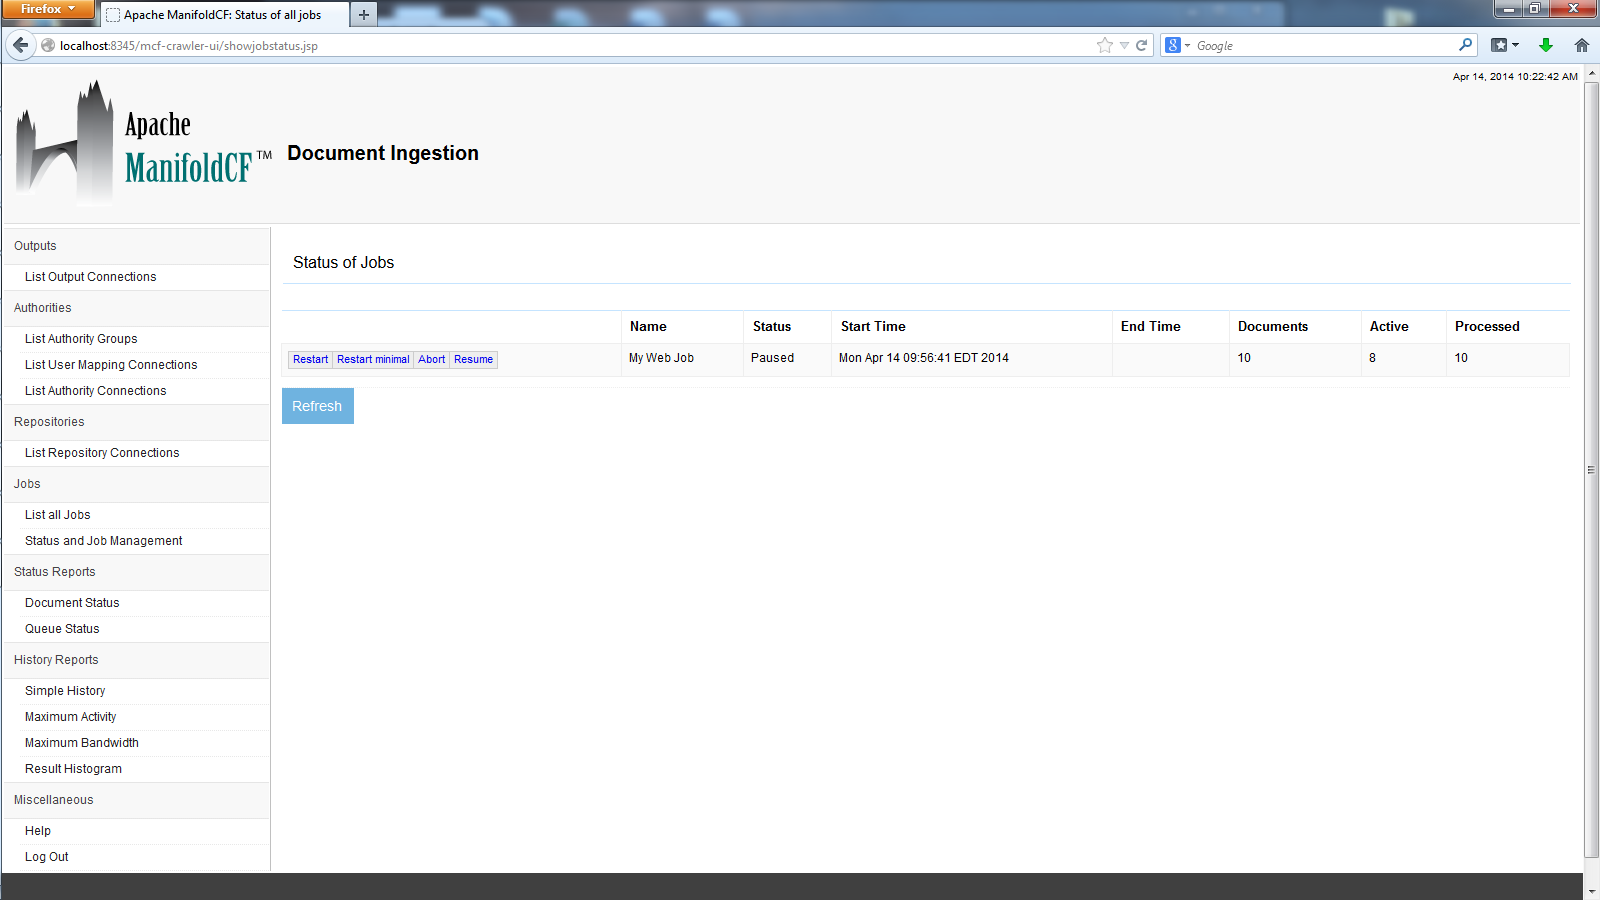 Firefox
Apache ManifoldCF: Status of all jobs
localhost:8345/mcf-crawler-ui/showjobstatus.jsp
Google
Apr 14, 2014 10:22:42 AM
Apache
ManifoldCF™
Document Ingestion
Outputs
List Output Connections
Authorities
List Authority Groups
List User Mapping Connections
List Authority Connections
Repositories
List Repository Connections
Jobs
List all Jobs
Status and Job Management
Status Reports
Document Status
Queue Status
History Reports
Simple History
Maximum Activity
Maximum Bandwidth
Result Histogram
Miscellaneous
Help
Log Out
Status of Jobs
Name Status Start Time End Time Documents Active Processed
Restart Restart minimal Abort Resume My Web Job Paused Mon Apr 14 09:56:41 EDT 2014 10 8 10
Refresh